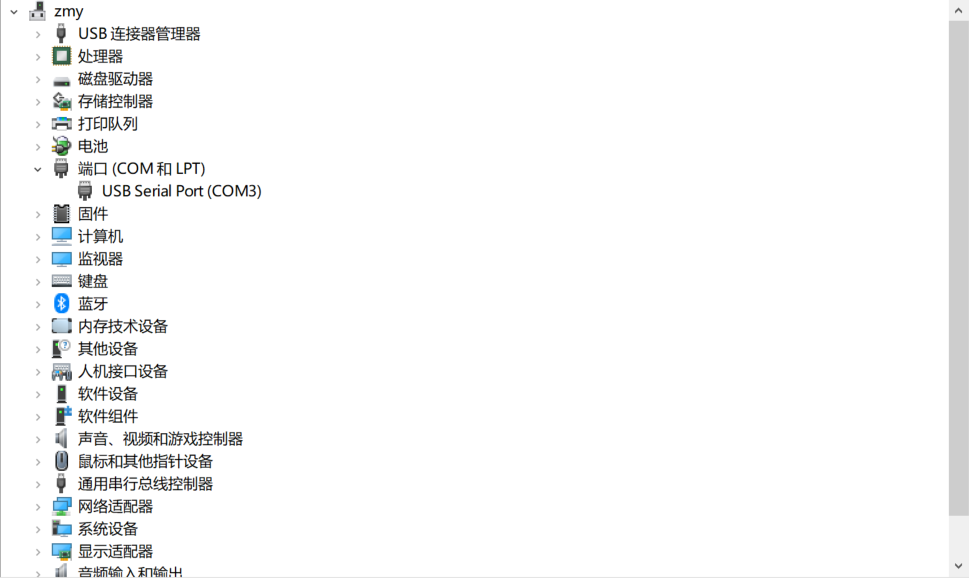 zmy
USB 连接器管理器
处理器
磁盘驱动器
存储控制器
打印队列
电池
端口 (COM 和 LPT)
USB Serial Port (COM3)
固件
计算机
监视器
键盘
蓝牙
内存技术设备
其他设备
人机接口设备
软件设备
软件组件
声音、视频和游戏控制器
鼠标和其他指针设备
通用串行总线控制器
网络适配器
系统设备
显示适配器
音频输入和输出